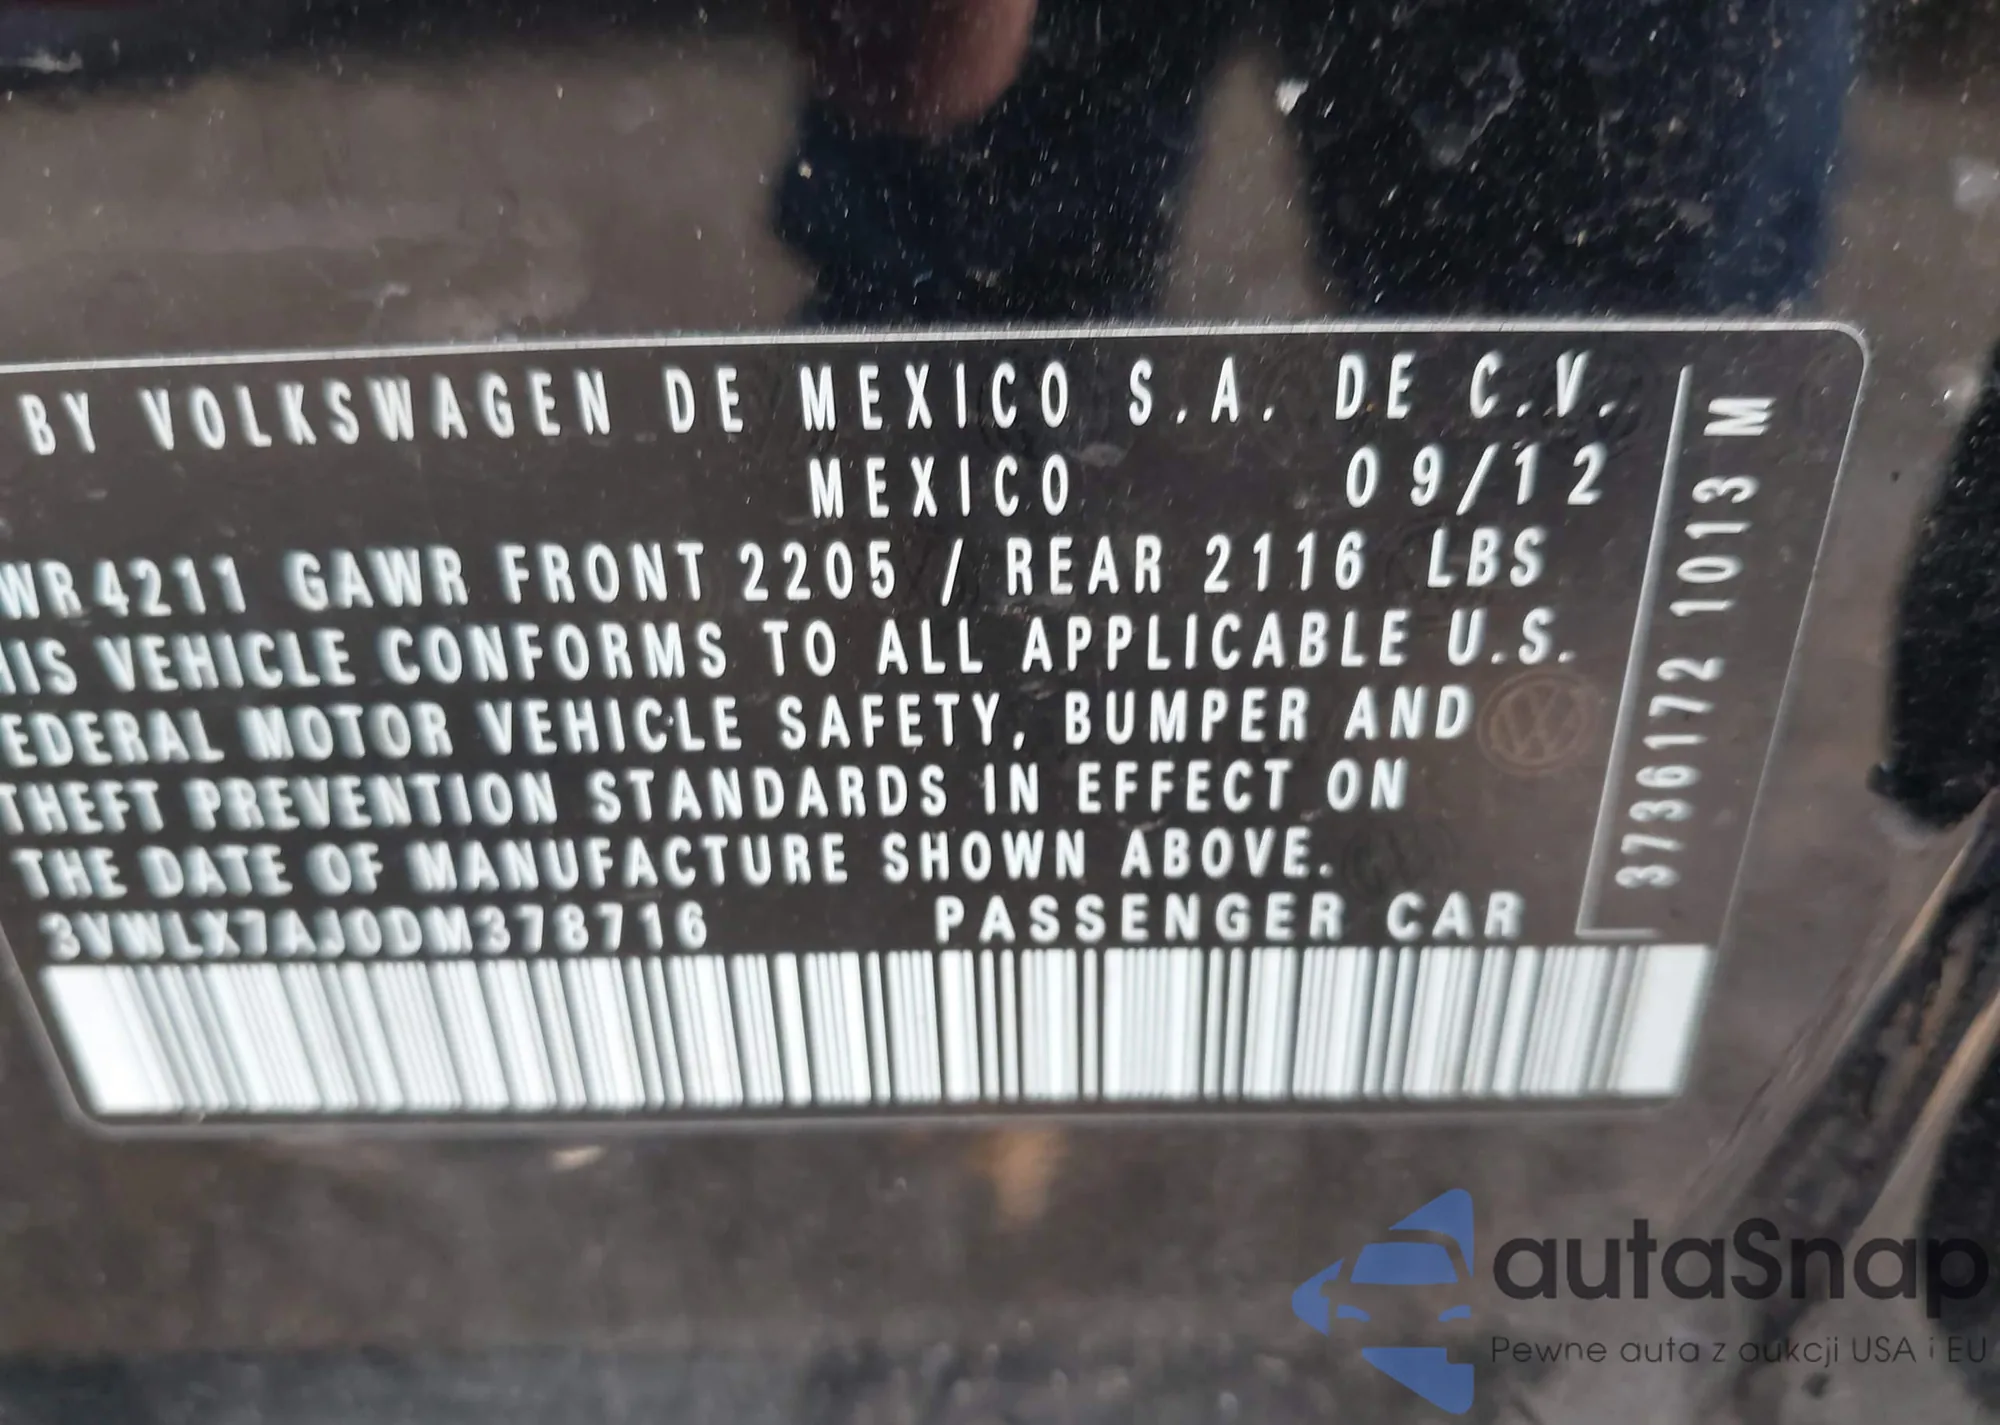 BY VOLKSWAGEN DE MEXICO S.A. DE C.V.
MEXICO 09/12
WR4211 GAWR FRONT 2205 / REAR 2116 LBS
HIS VEHICLE CONFORMS TO ALL APPLICABLE U.S.
EDERAL MOTOR VEHICLE SAFETY, BUMPER AND
THEFT PREVENTION STANDARDS IN EFFECT ON
THE DATE OF MANUFACTURE SHOWN ABOVE.
3VWLX7AJ0DM378716 PASSENGER CAR
3736172 1013 M
autaSnap
Pewne auta z aukcji USA i EU